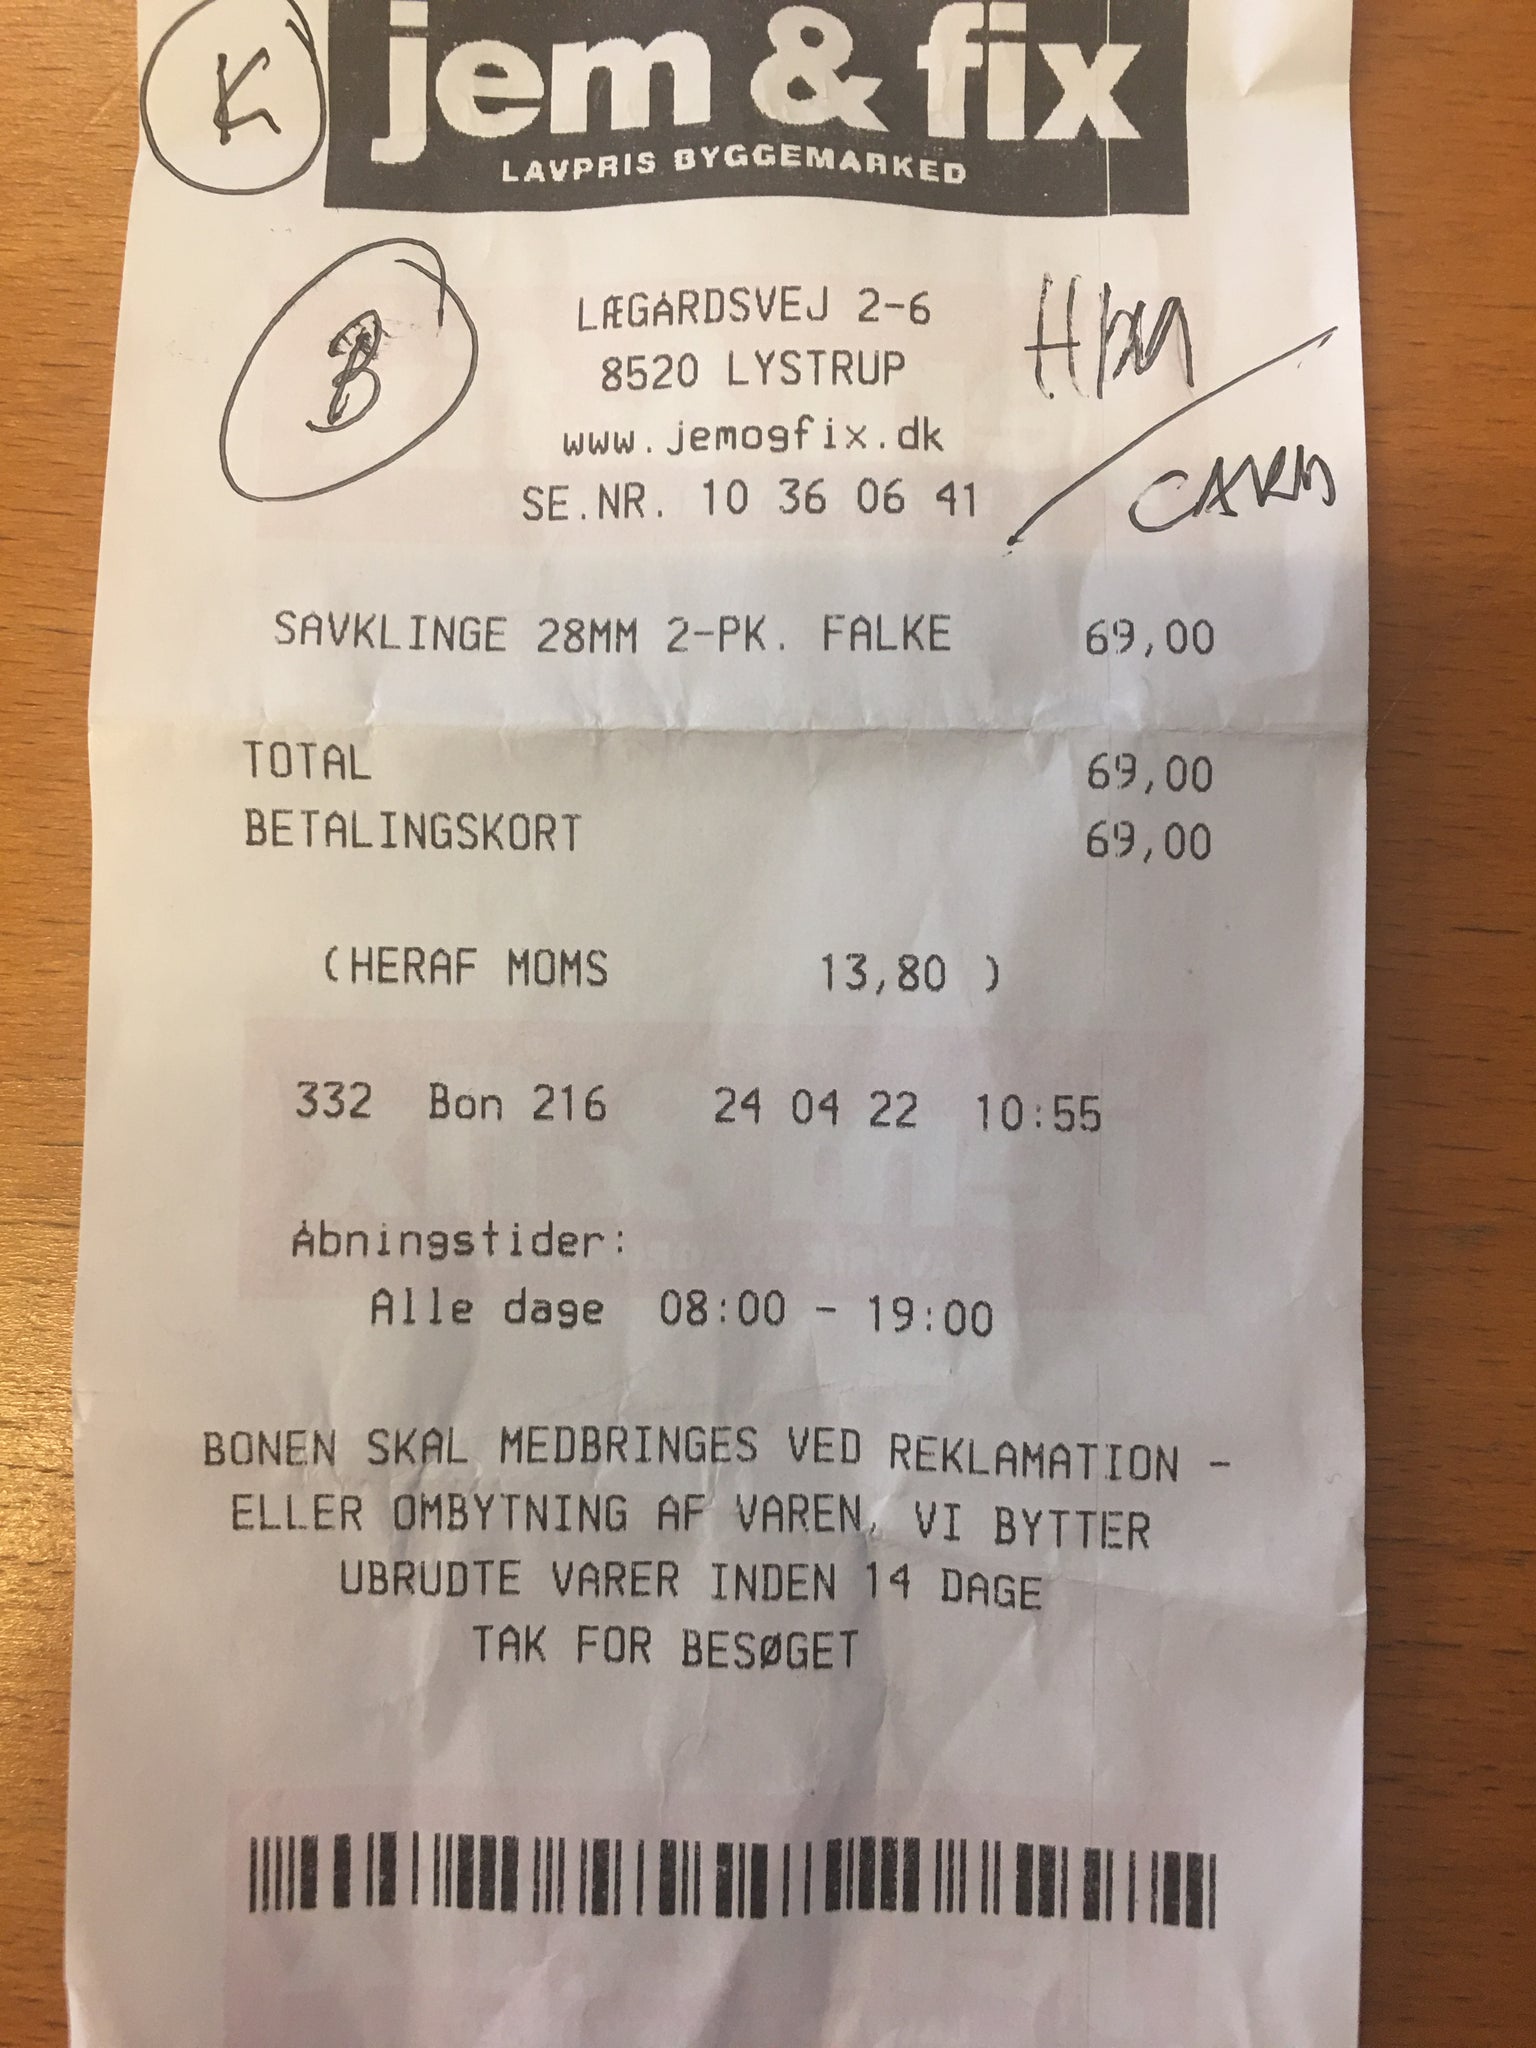 K
jem & fix
LAVPRIS BYGGEMARKED
B
LÆGÅRDSVEJ 2-6
8520 LYSTRUP
www.jemogfix.dk
SE.NR. 10 36 06 41
SAVKLINGE 28MM 2-PK. FALKE 69,00
TOTAL 69,00
BETALINGSKORT 69,00
(HERAF MOMS 13,80 )
332 Bon 216 24 04 22 10:55
Åbningstider:
Alle dage 08:00 - 19:00
BONEN SKAL MEDBRINGES VED REKLAMATION -
ELLER OMBYTNING AF VAREN, VI BYTTER
UBRUDTE VARER INDEN 14 DAGE
TAK FOR BESØGET